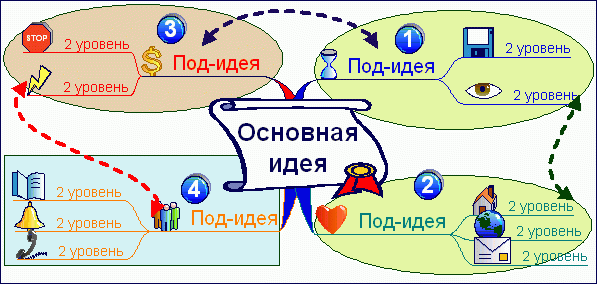 3
STOP
2 уровень
Под-идея
2 уровень
1
2 уровень
Под-идея
2 уровень
Основная
идея
4
2 уровень
2 уровень
Под-идея
2 уровень
2
2 уровень
Под-идея
2 уровень
2 уровень